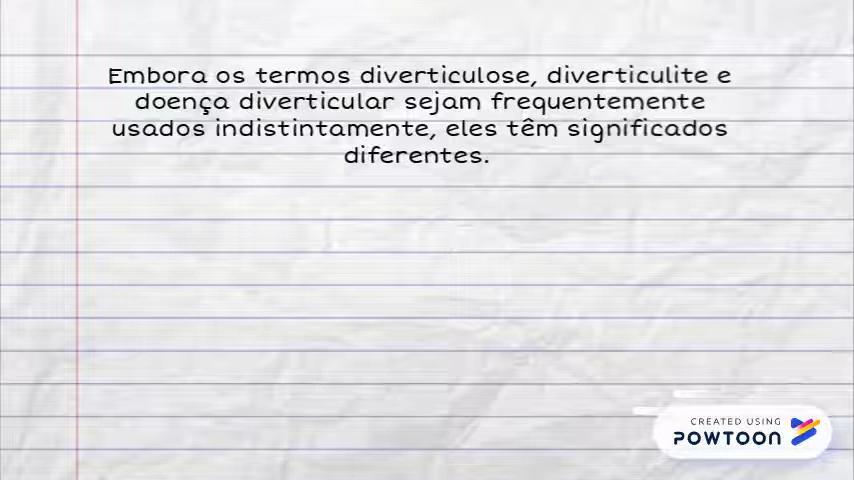 Embora os termos diverticulose, diverticulite e
doença diverticular sejam frequentemente
usados indistintamente, eles têm significados
diferentes.
CREATED USING
POWTOON